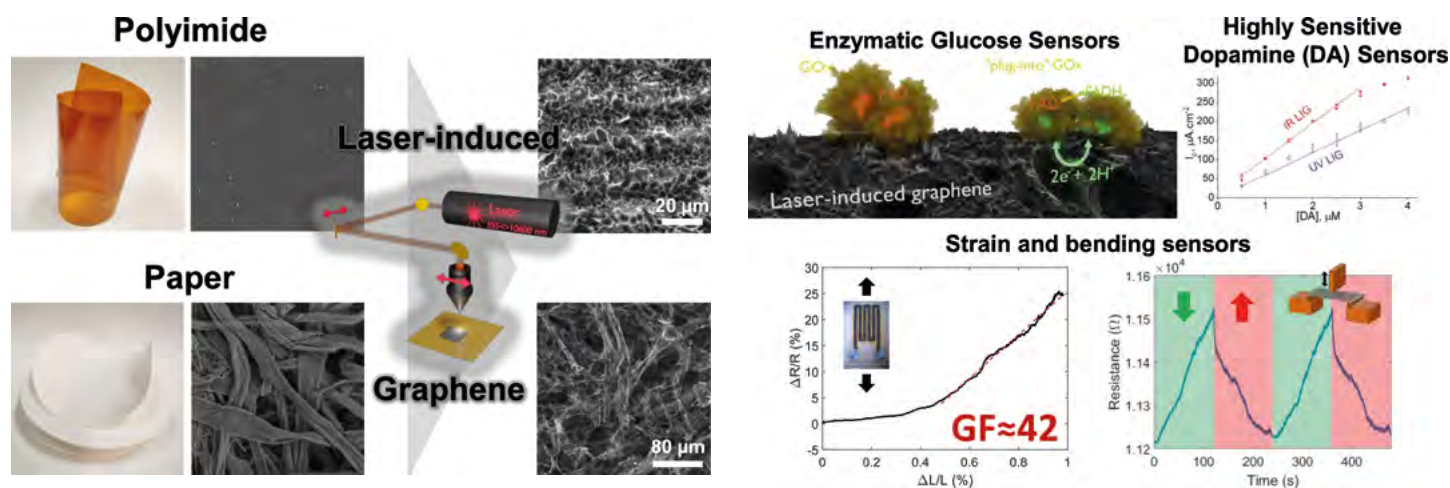 Polyimide
Laser-induced
Laser
20 µm
Paper
Graphene
80 µm
Enzymatic Glucose Sensors
GOx
"plug-into"-GOx
FADH
2e⁻+ 2H⁺
Laser-induced graphene
Highly Sensitive
Dopamine (DA) Sensors
300
250
200
150
100
50
0
µA.cm⁻²
IR LIG
UV LIG
0 1 2 3 4
[DA], µM
Strain and bending sensors
30
25
20
15
10
5
0
-5
ΔR/R (%)
GF≈42
0 0.2 0.4 0.6 0.8 1
ΔL/L (%)
×10⁴
1.16
1.15
1.14
1.13
1.12
Resistance (Ω)
0 100 200 300 400
Time (s)